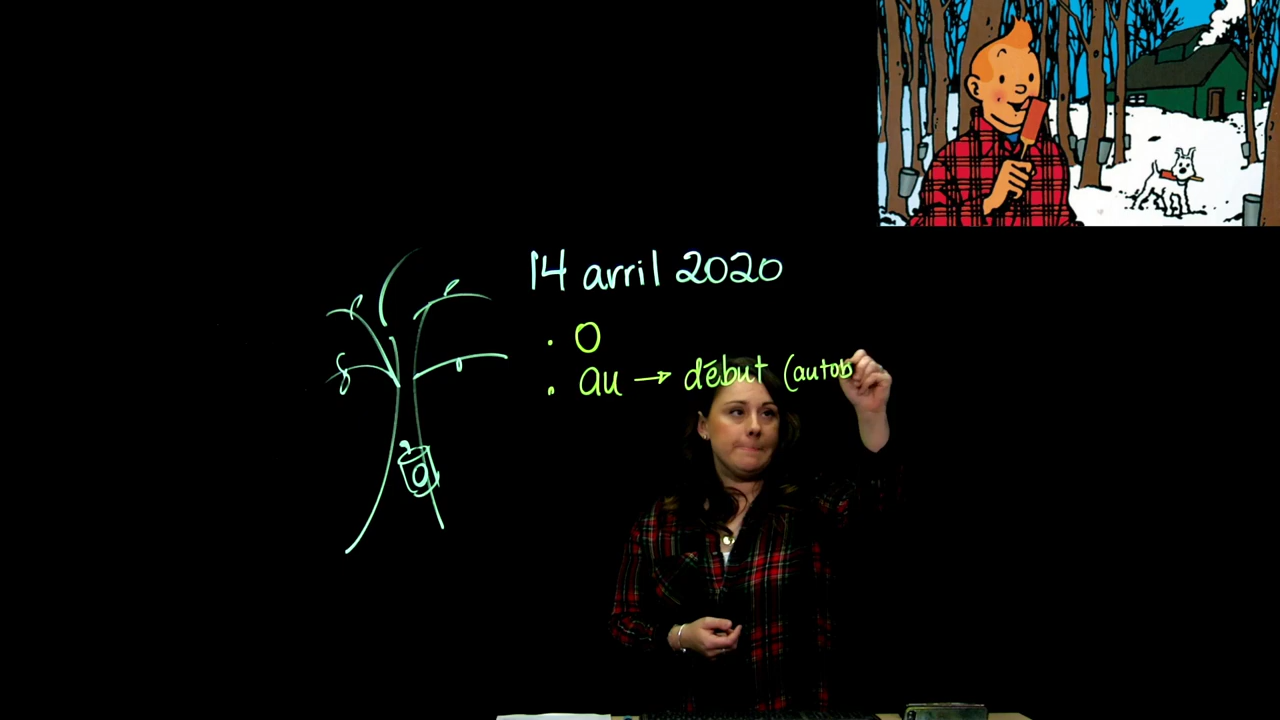 14 avril 2020
• O
• au → début (autob